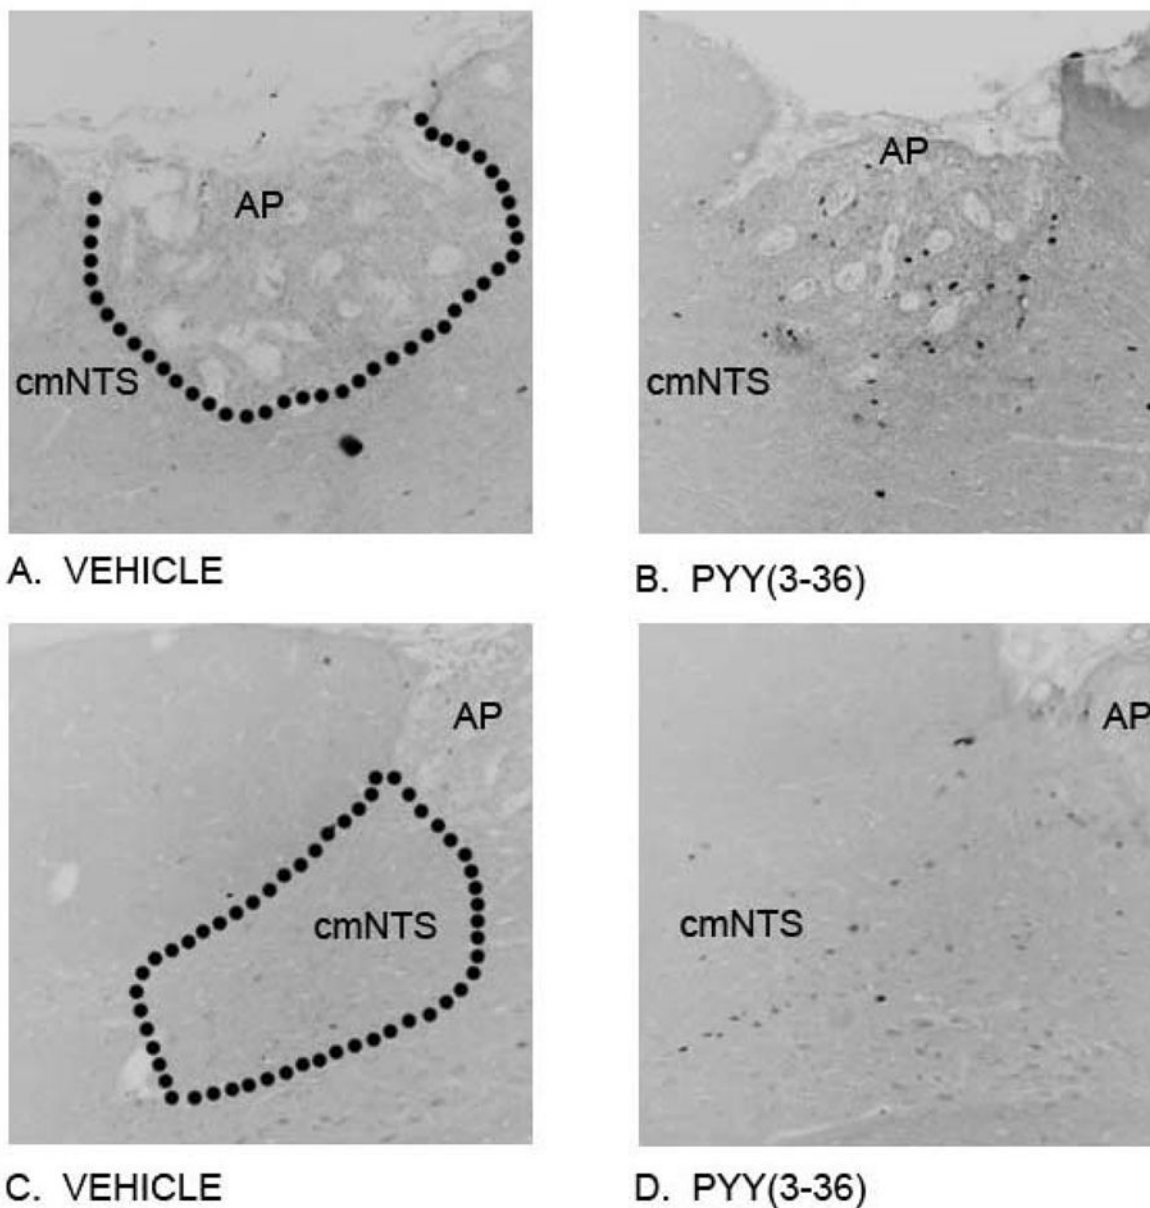 AP
cmNTS
AP
cmNTS
A. VEHICLE
B. PYY(3-36)
AP
cmNTS
AP
cmNTS
C. VEHICLE
D. PYY(3-36)